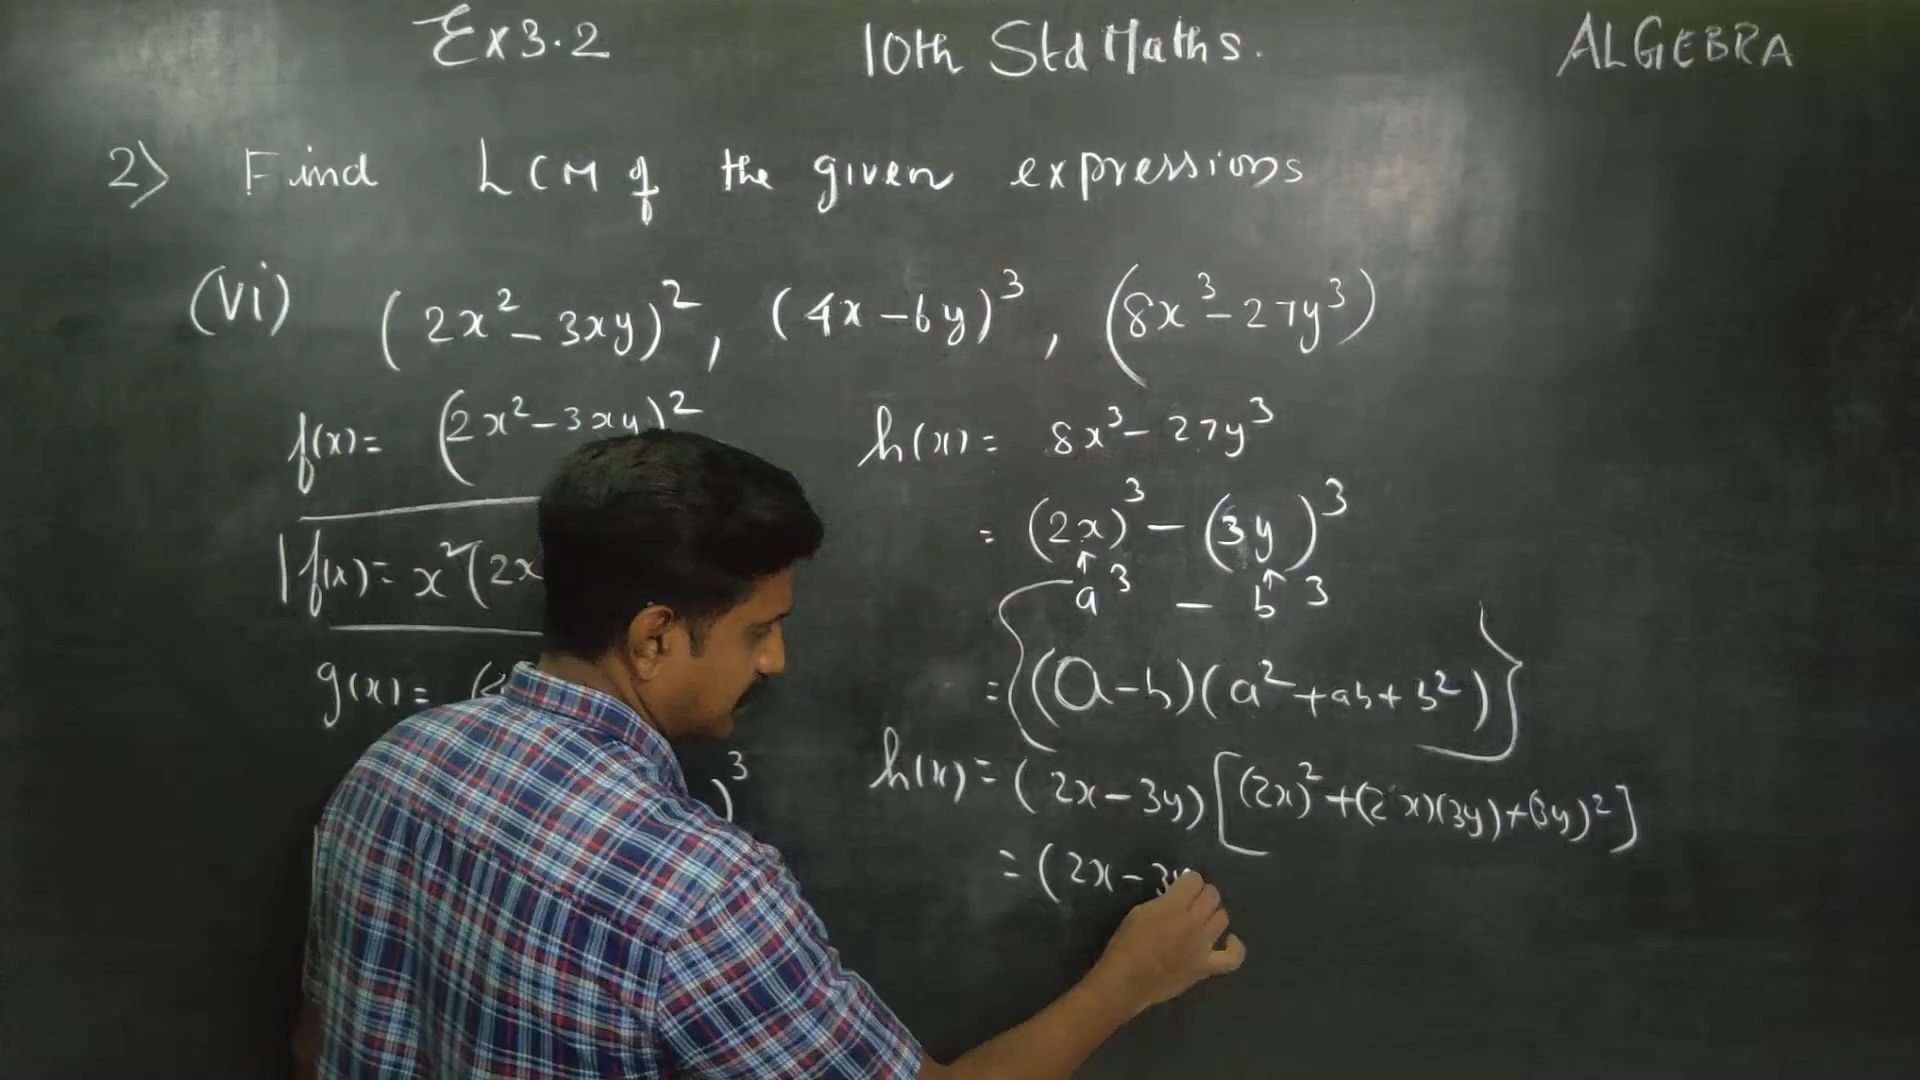 Ex 3.2 10th Std Maths. ALGEBRA
2) Find LCM of the given expressions
(vi) (2x² - 3xy)², (4x - 6y)³, (8x³ - 27y³)
f(x) = (2x² - 3xy)²
f(x) = x²(2x
g(x) =
)³
h(x) = 8x³ - 27y³
= (2x)³ - (3y)³
↑ ↑
a³ - b³
= {(a - b)(a² + ab + b²)}
h(x) = (2x - 3y)[(2x)² + (2x)(3y) + (3y)²]
= (2x - 3y